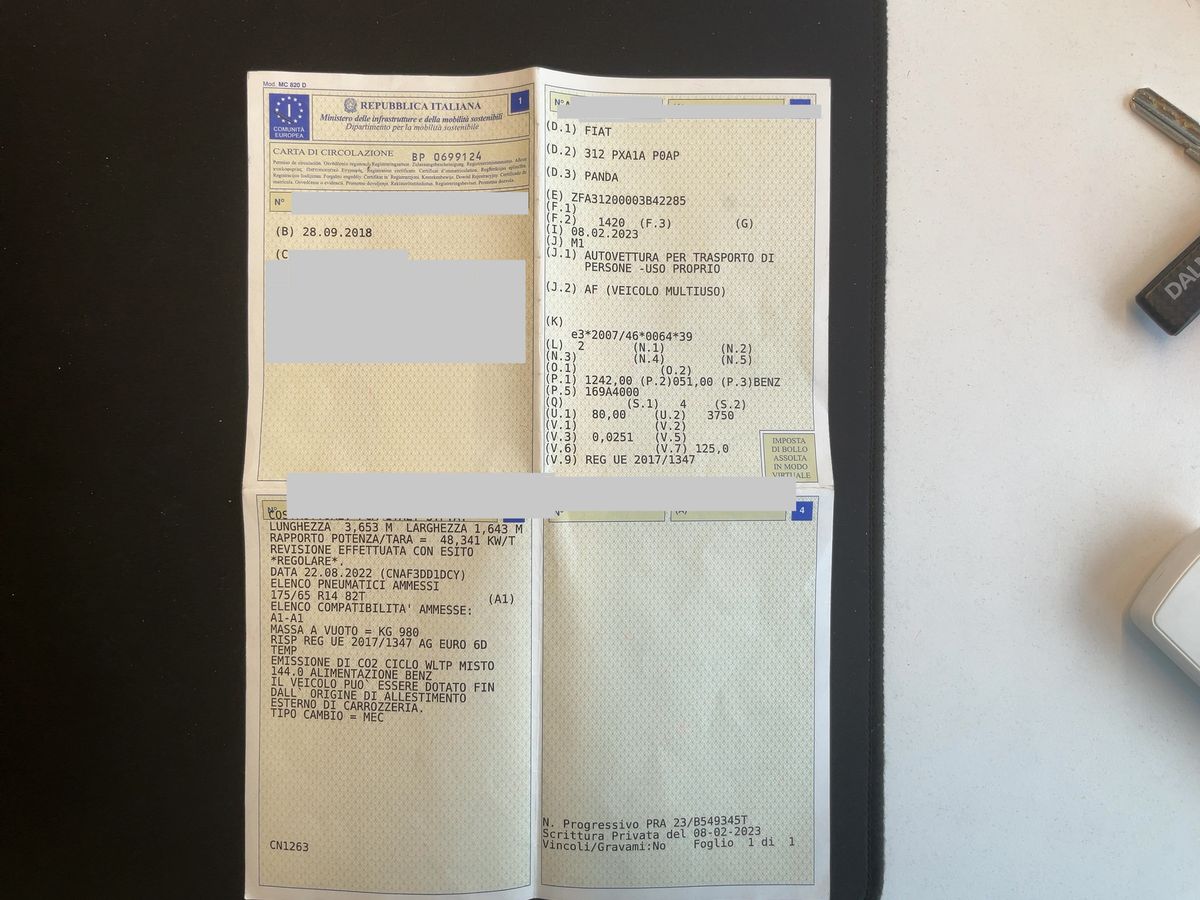 Mod. MC 820 D
COMUNITÀ
EUROPEA
REPUBBLICA ITALIANA
Ministero delle infrastrutture e della mobilità sostenibili
Dipartimento per la mobilità sostenibile
1
CARTA DI CIRCOLAZIONE BP 0699124
N°
(B) 28.09.2018
(C
N°A
(D.1) FIAT
(D.2) 312 PXA1A P0AP
(D.3) PANDA
(E) ZFA31200003B42285
(F.1)
(F.2) 1420 (F.3) (G)
(I) 08.02.2023
(J) M1
(J.1) AUTOVETTURA PER TRASPORTO DI
PERSONE -USO PROPRIO
(J.2) AF (VEICOLO MULTIUSO)
(K)
e3*2007/46*0064*39
(L) 2 (N.1) (N.2)
(N.3) (N.4) (N.5)
(O.1) (O.2)
(P.1) 1242,00 (P.2)051,00 (P.3)BENZ
(P.5) 169A4000
(Q) (S.1) 4 (S.2)
(U.1) 80,00 (U.2) 3750
(V.1) (V.2)
(V.3) 0,0251 (V.5)
(V.6) (V.7) 125,0
(V.9) REG UE 2017/1347
IMPOSTA
DI BOLLO
ASSOLTA
IN MODO
VIRTUALE
N°
LUNGHEZZA 3,653 M LARGHEZZA 1,643 M
RAPPORTO POTENZA/TARA = 48,341 KW/T
REVISIONE EFFETTUATA CON ESITO
*REGOLARE*.
DATA 22.08.2022 (CNAF3DD1DCY)
ELENCO PNEUMATICI AMMESSI
175/65 R14 82T (A1)
ELENCO COMPATIBILITA' AMMESSE:
A1-A1
MASSA A VUOTO = KG 980
RISP REG UE 2017/1347 AG EURO 6D
TEMP
EMISSIONE DI CO2 CICLO WLTP MISTO
144.0 ALIMENTAZIONE BENZ
IL VEICOLO PUO` ESSERE DOTATO FIN
DALL` ORIGINE DI ALLESTIMENTO
ESTERNO DI CARROZZERIA.
TIPO CAMBIO = MEC
CN1263
N° (A) 4
N. Progressivo PRA 23/B549345T
Scrittura Privata del 08-02-2023
Vincoli/Gravami:No Foglio 1 di 1